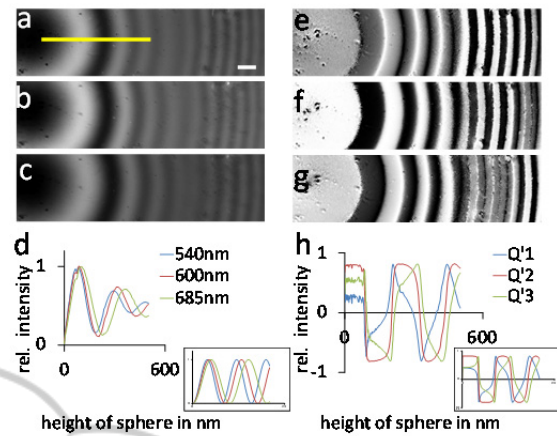 a
b
c
d
1
0
rel. intensity
540nm
600nm
685nm
0
600
height of sphere in nm
e
f
g
h
1
0
-1
rel. intensity
Q'1
Q'2
Q'3
0
600
height of sphere in nm